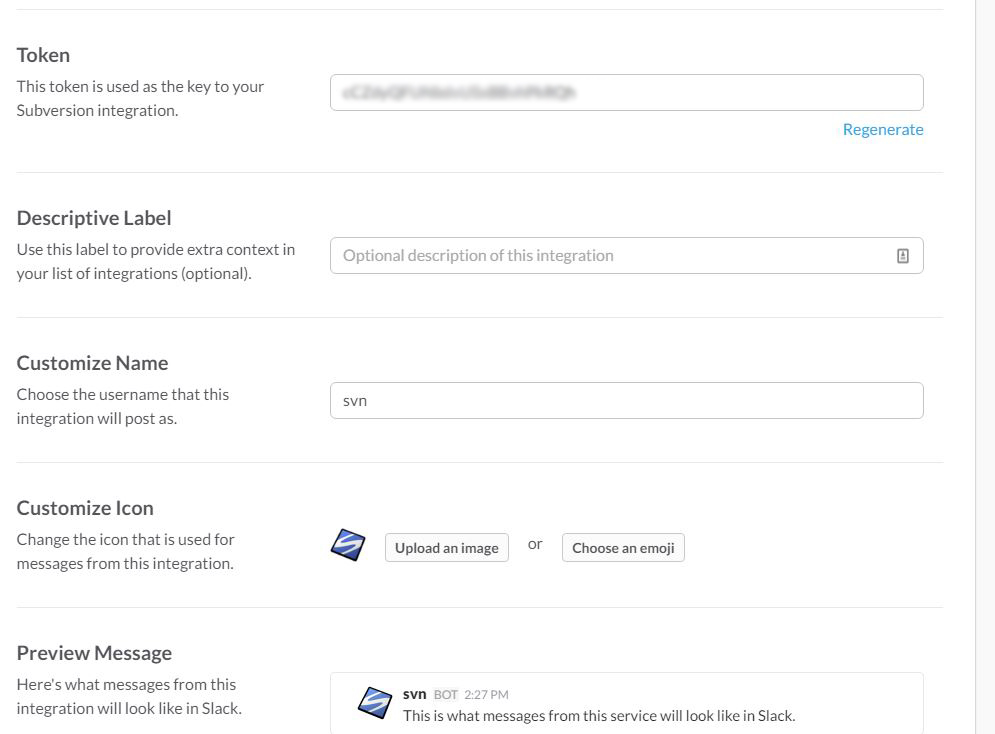 Token
This token is used as the key to your
Subversion integration.
Regenerate
Descriptive Label
Use this label to provide extra context in
your list of integrations (optional).
Optional description of this integration
Customize Name
Choose the username that this
integration will post as.
svn
Customize Icon
Change the icon that is used for
messages from this integration.
Upload an image or Choose an emoji
Preview Message
Here's what messages from this
integration will look like in Slack.
svn BOT 2:27 PM
This is what messages from this service will look like in Slack.